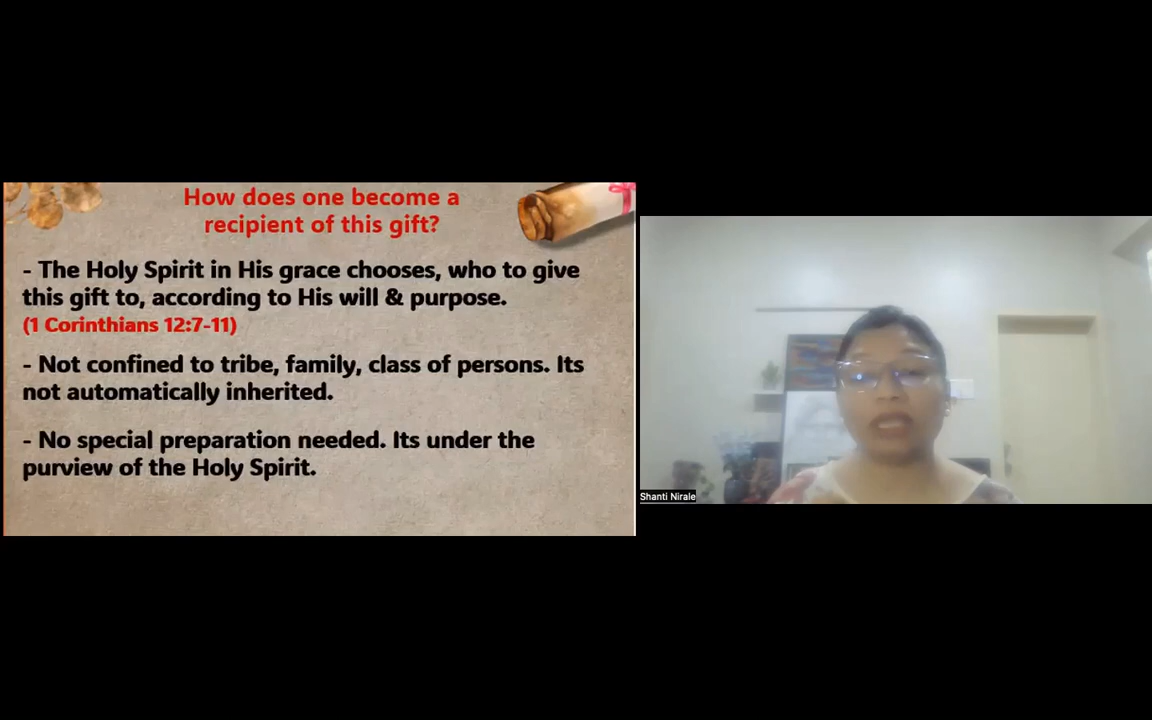 How does one become a
recipient of this gift?
- The Holy Spirit in His grace chooses, who to give
this gift to, according to His will & purpose.
(1 Corinthians 12:7-11)
- Not confined to tribe, family, class of persons. Its
not automatically inherited.
- No special preparation needed. Its under the
purview of the Holy Spirit.
Shanti Nirale